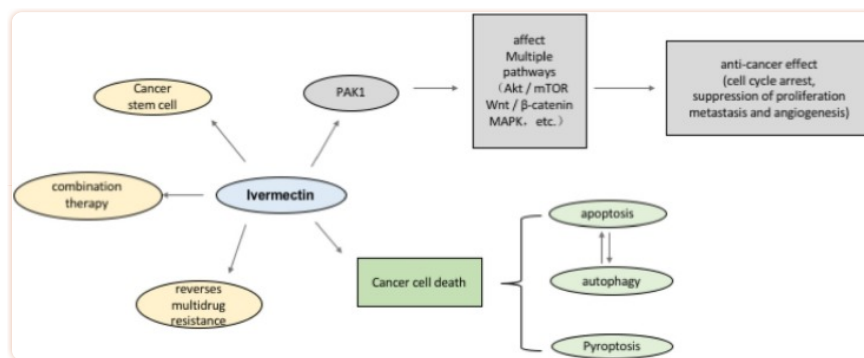 affect
Multiple
pathways
（Akt / mTOR
Wnt / β-catenin
MAPK，etc.）
anti-cancer effect
(cell cycle arrest,
suppression of proliferation
metastasis and angiogenesis)
Cancer
stem cell
PAK1
combination
therapy
Ivermectin
apoptosis
Cancer cell death
autophagy
reverses
multidrug
resistance
Pyroptosis